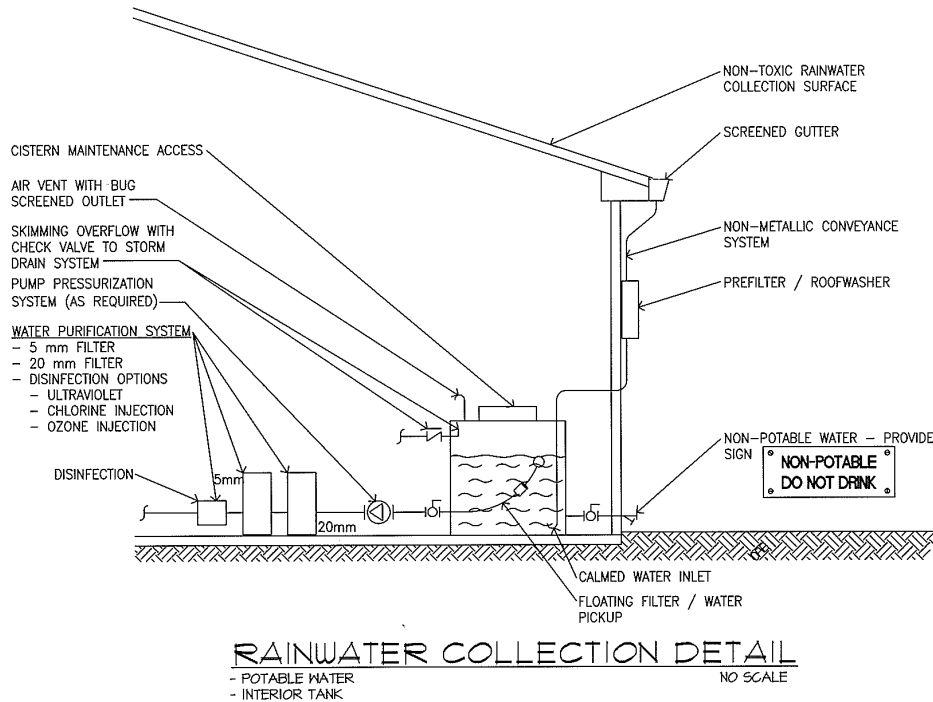 NON-TOXIC RAINWATER
COLLECTION SURFACE
SCREENED GUTTER
CISTERN MAINTENANCE ACCESS
AIR VENT WITH BUG
SCREENED OUTLET
SKIMMING OVERFLOW WITH
CHECK VALVE TO STORM
DRAIN SYSTEM
PUMP PRESSURIZATION
SYSTEM (AS REQUIRED)
WATER PURIFICATION SYSTEM
- 5 mm FILTER
- 20 mm FILTER
- DISINFECTION OPTIONS
- ULTRAVIOLET
- CHLORINE INJECTION
- OZONE INJECTION
DISINFECTION
5mm
20mm
NON-METALLIC CONVEYANCE
SYSTEM
PREFILTER / ROOFWASHER
NON-POTABLE WATER - PROVIDE
SIGN
NON-POTABLE
DO NOT DRINK
CALMED WATER INLET
FLOATING FILTER / WATER
PICKUP
RAINWATER COLLECTION DETAIL
- POTABLE WATER
- INTERIOR TANK
NO SCALE